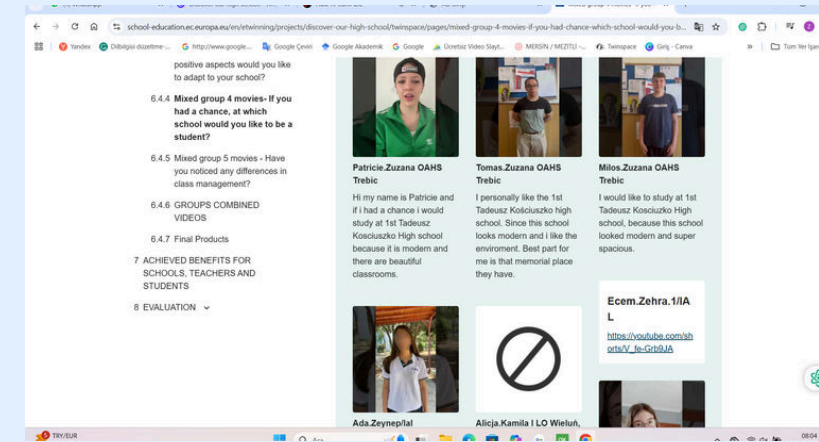 school-education.ec.europa.eu/en/etwinning/projects/discover-our-high-school/twinspace/pages/mixed-group-4-movies-if-you-had-chance-which-school-would-you-b...
Yandex
Dilbilgisi düzeltme-...
http://www.google...
Google Çeviri
Google Akademik
Google
Ücretsiz Video Slayt...
MERSİN / MEZİTLİ -...
Twinspace
Giriş - Canva
»
Tüm Yer İşare
positive aspects would you like
to adapt to your school?
6.4.4 Mixed group 4 movies- If you
had a chance, at which
school would you like to be a
student?
6.4.5 Mixed group 5 movies - Have
you noticed any differences in
class management?
6.4.6 GROUPS COMBINED
VIDEOS
6.4.7 Final Products
7 ACHIEVED BENEFITS FOR
SCHOOLS, TEACHERS AND
STUDENTS
8 EVALUATION
Patricie.Zuzana OAHS
Trebic
Hi my name is Patricie and
if i had a chance i would
study at 1st Tadeusz
Kosciuszko High school
because it is modern and
there are beautiful
classrooms.
Tomas.Zuzana OAHS
Trebic
I personally like the 1st
Tadeusz Kościuszko high
school. Since this school
looks modern and i like the
enviroment. Best part for
me is that memorial place
they have.
Milos.Zuzana OAHS
Trebic
I would like to study at 1st
Tadeusz Kosciuzko High
school, because this school
looked modern and super
spacious.
Ecem.Zehra.1/IA
L
https://youtube.com/sh
orts/V_fe-Grb9JA
Ada.Zeynep/Ial
Alicja.Kamila I LO Wieluń,
TRY/EUR
Ara
08:04